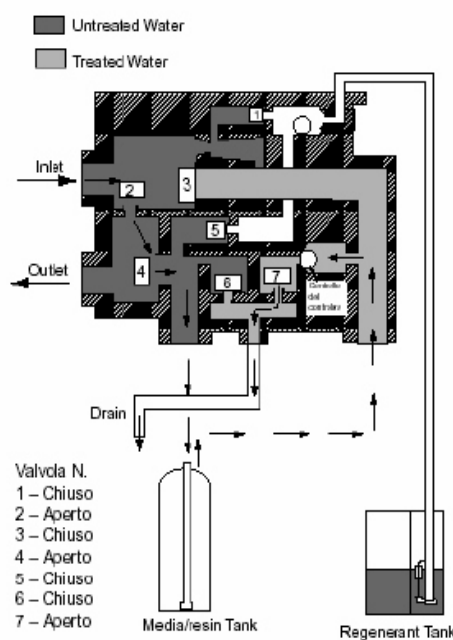 Untreated Water
Treated Water
1
Inlet
2
3
5
Outlet
4
6
7
Controllo
del
Drain
Valvola N.
1 – Chiuso
2 – Aperto
3 – Chiuso
4 – Aperto
5 – Chiuso
6 – Chiuso
7 – Aperto
Media/resin Tank
Regenerant Tank